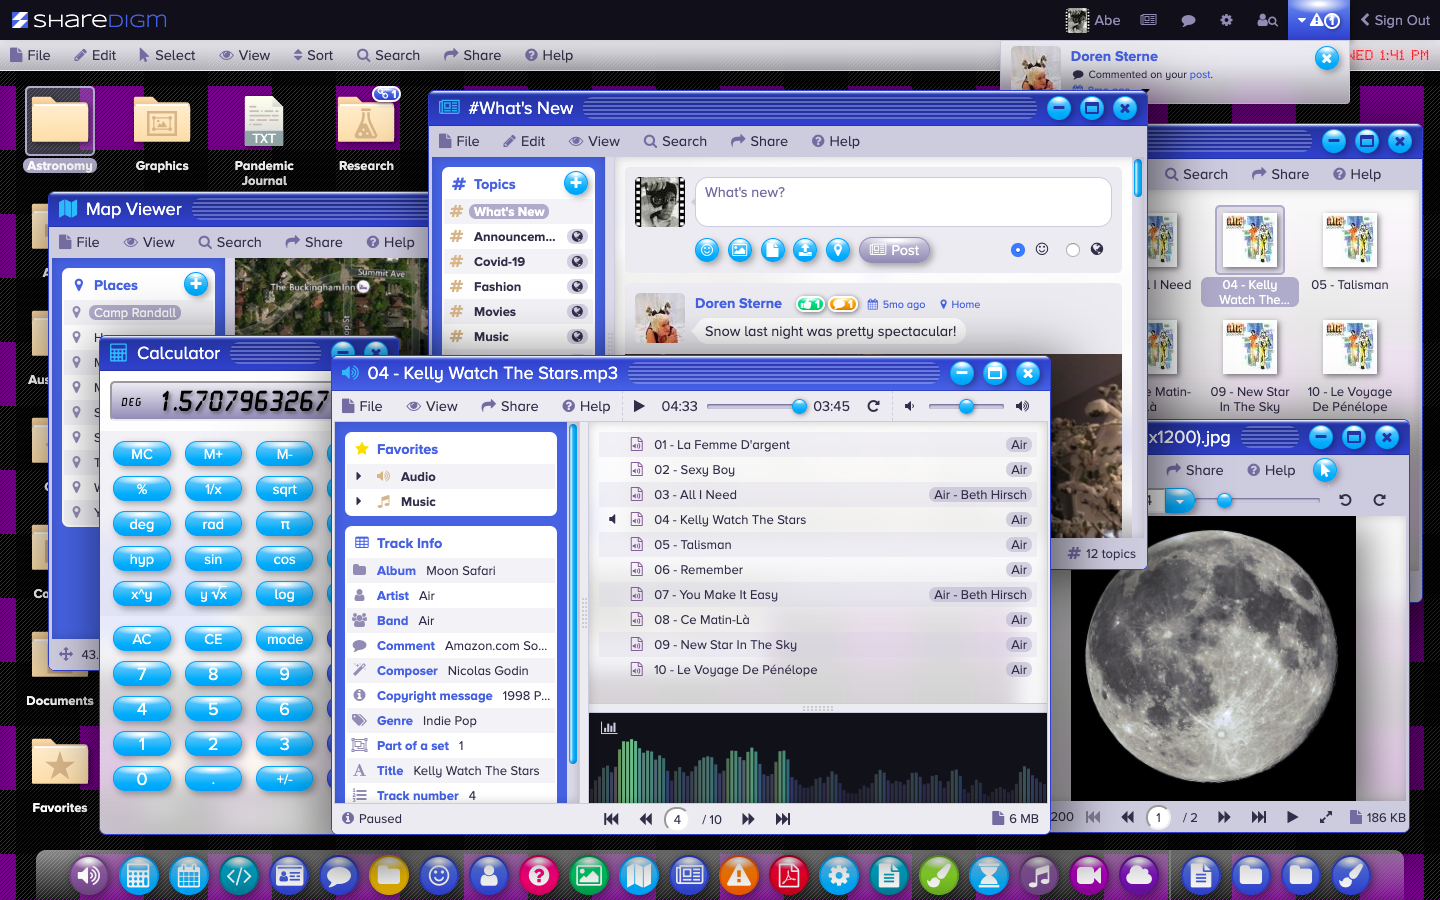 SHAREDIGM
Abe
1
Sign Out
File
Edit
Select
View
Sort
Search
Share
Help
WED 1:41 PM
Doren Sterne
Commented on your post.
Astronomy
Graphics
TXT
Pandemic
Journal
1
Research
Documents
Favorites
Map Viewer
File
View
Search
Share
Help
Places
Camp Randall
Summit Ave
The Buckingham Inn
43.
#What's New
File
Edit
View
Search
Share
Help
Topics
What's New
Announcem...
Covid-19
Fashion
Movies
Music
What's new?
Post
Doren Sterne
1
1
5mo ago
Home
Snow last night was pretty spectacular!
12 topics
Search
Share
Help
I Need
04 - Kelly
Watch The...
05 - Talisman
Matin-
là
09 - New Star
In The Sky
10 - Le Voyage
De Pénélope
Calculator
DEG 1.5707963267
MC
M+
M-
%
1/x
sqrt
deg
rad
π
hyp
sin
cos
x^y
y √x
log
AC
CE
mode
7
8
9
4
5
6
1
2
3
0
.
+/-
04 - Kelly Watch The Stars.mp3
File
View
Share
Help
04:33
03:45
Favorites
Audio
Music
Track Info
Album Moon Safari
Artist Air
Band Air
Comment Amazon.com So...
Composer Nicolas Godin
Copyright message 1998 P...
Genre Indie Pop
Part of a set 1
Title Kelly Watch The Stars
Track number 4
01 - La Femme D'argent Air
02 - Sexy Boy Air
03 - All I Need Air - Beth Hirsch
04 - Kelly Watch The Stars Air
05 - Talisman Air
06 - Remember Air
07 - You Make It Easy Air - Beth Hirsch
08 - Ce Matin-Là Air
09 - New Star In The Sky Air
10 - Le Voyage De Pénélope Air
Paused
4 / 10
6 MB
x1200).jpg
Share
Help
200
1 / 2
186 KB